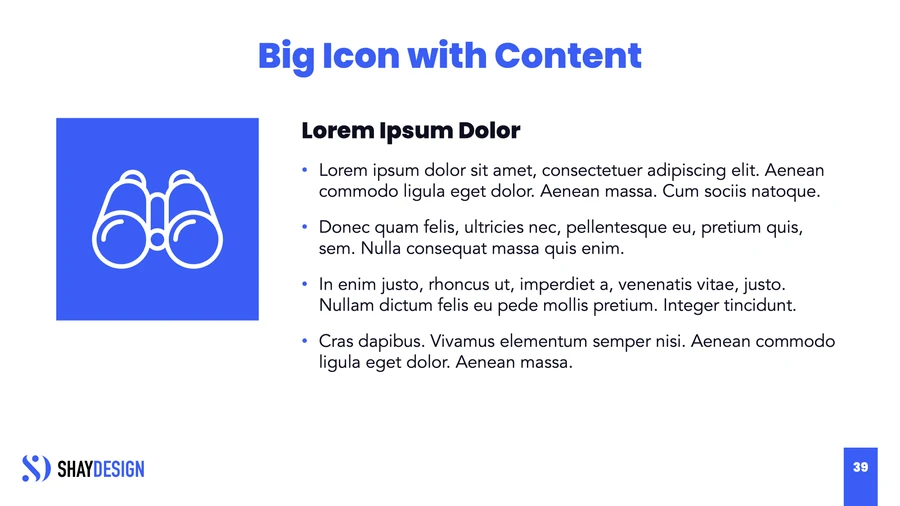 Big Icon with Content
Lorem Ipsum Dolor
• Lorem ipsum dolor sit amet, consectetuer adipiscing elit. Aenean
commodo ligula eget dolor. Aenean massa. Cum sociis natoque.
• Donec quam felis, ultricies nec, pellentesque eu, pretium quis,
sem. Nulla consequat massa quis enim.
• In enim justo, rhoncus ut, imperdiet a, venenatis vitae, justo.
Nullam dictum felis eu pede mollis pretium. Integer tincidunt.
• Cras dapibus. Vivamus elementum semper nisi. Aenean commodo
ligula eget dolor. Aenean massa.
SHAYDESIGN
39